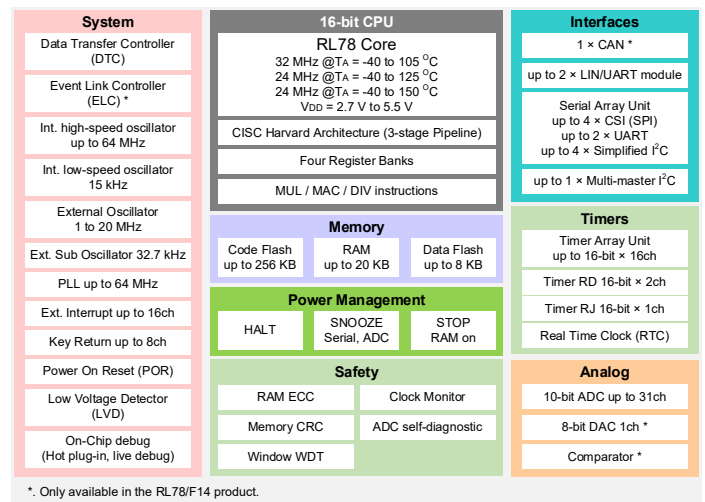 System
Data Transfer Controller
(DTC)
Event Link Controller
(ELC) *
Int. high-speed oscillator
up to 64 MHz
Int. low-speed oscillator
15 kHz
External Oscillator
1 to 20 MHz
Ext. Sub Oscillator 32.7 kHz
PLL up to 64 MHz
Ext. Interrupt up to 16ch
Key Return up to 8ch
Power On Reset (POR)
Low Voltage Detector
(LVD)
On-Chip debug
(Hot plug-in, live debug)
16-bit CPU
RL78 Core
32 MHz @TA = -40 to 105 °C
24 MHz @TA = -40 to 125 °C
24 MHz @TA = -40 to 150 °C
VDD = 2.7 V to 5.5 V
CISC Harvard Architecture (3-stage Pipeline)
Four Register Banks
MUL / MAC / DIV instructions
Memory
Code Flash
up to 256 KB
RAM
up to 20 KB
Data Flash
up to 8 KB
Power Management
HALT
SNOOZE
Serial, ADC
STOP
RAM on
Safety
RAM ECC
Clock Monitor
Memory CRC
ADC self-diagnostic
Window WDT
Interfaces
1 × CAN *
up to 2 × LIN/UART module
Serial Array Unit
up to 4 × CSI (SPI)
up to 2 × UART
up to 4 × Simplified I²C
up to 1 × Multi-master I²C
Timers
Timer Array Unit
up to 16-bit × 16ch
Timer RD 16-bit × 2ch
Timer RJ 16-bit × 1ch
Real Time Clock (RTC)
Analog
10-bit ADC up to 31ch
8-bit DAC 1ch *
Comparator *
*. Only available in the RL78/F14 product.